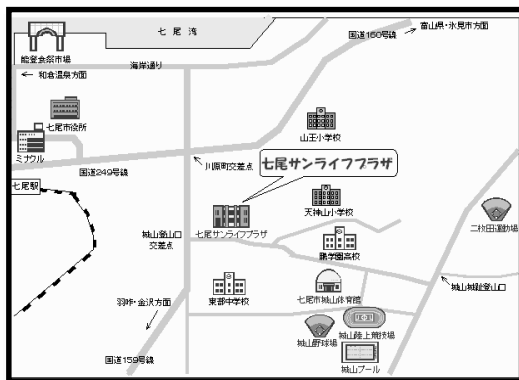 七尾湾
富山県・氷見市方面
国道160号線
能登食祭市場
海岸通り
和倉温泉方面
七尾市役所
山王小学校
ミナクル
川原町交差点
七尾サンライフプラザ
国道249号線
七尾駅
天神山小学校
二枚田運動場
城山登山口
交差点
七尾サンライフプラザ
鵬学園高校
羽咋・金沢方面
東部中学校
七尾市城山体育館
城山城址登山口
城山野球場
城山陸上競技場
国道159号線
城山プール